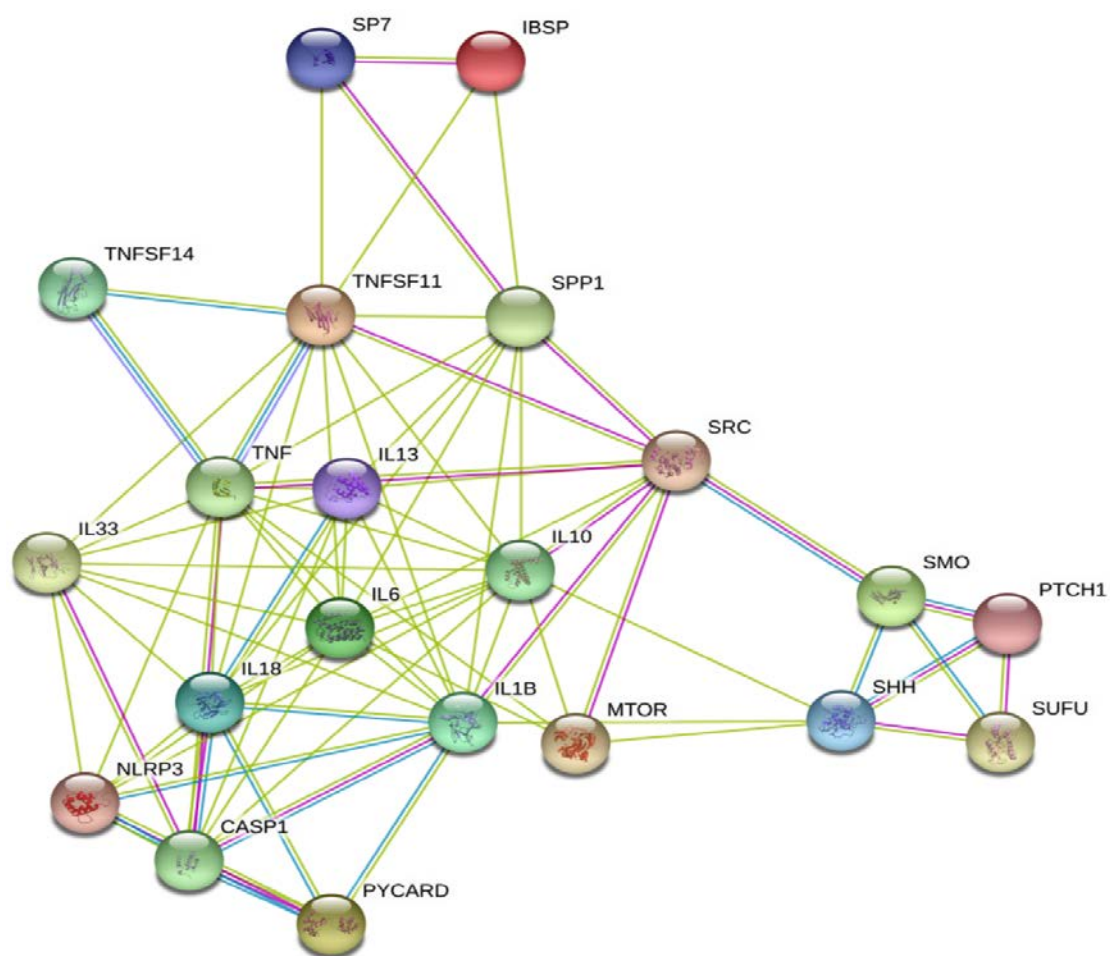 SP7
IBSP
TNFSF14
TNFSF11
SPP1
SRC
TNF
IL13
IL33
IL10
SMO
PTCH1
IL6
IL18
IL1B
MTOR
SHH
SUFU
NLRP3
CASP1
PYCARD